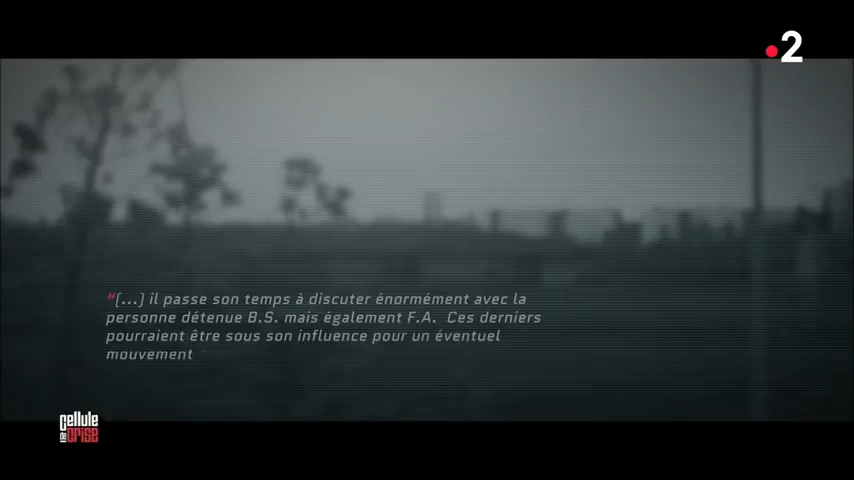 2
“(...) il passe son temps à discuter énormément avec la
personne détenue B.S. mais également F.A. Ces derniers
pourraient être sous son influence pour un éventuel
mouvement
cellule
de crise